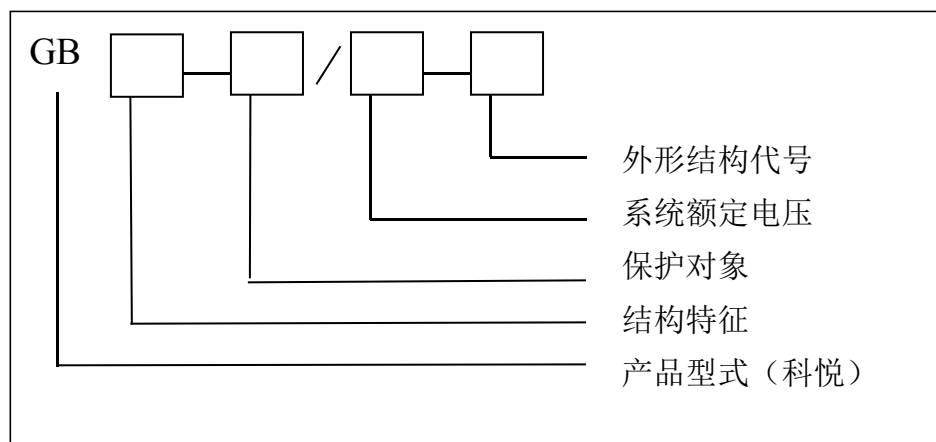 GB □-□/□-□
外形结构代号
系统额定电压
保护对象
结构特征
产品型式（科悦）